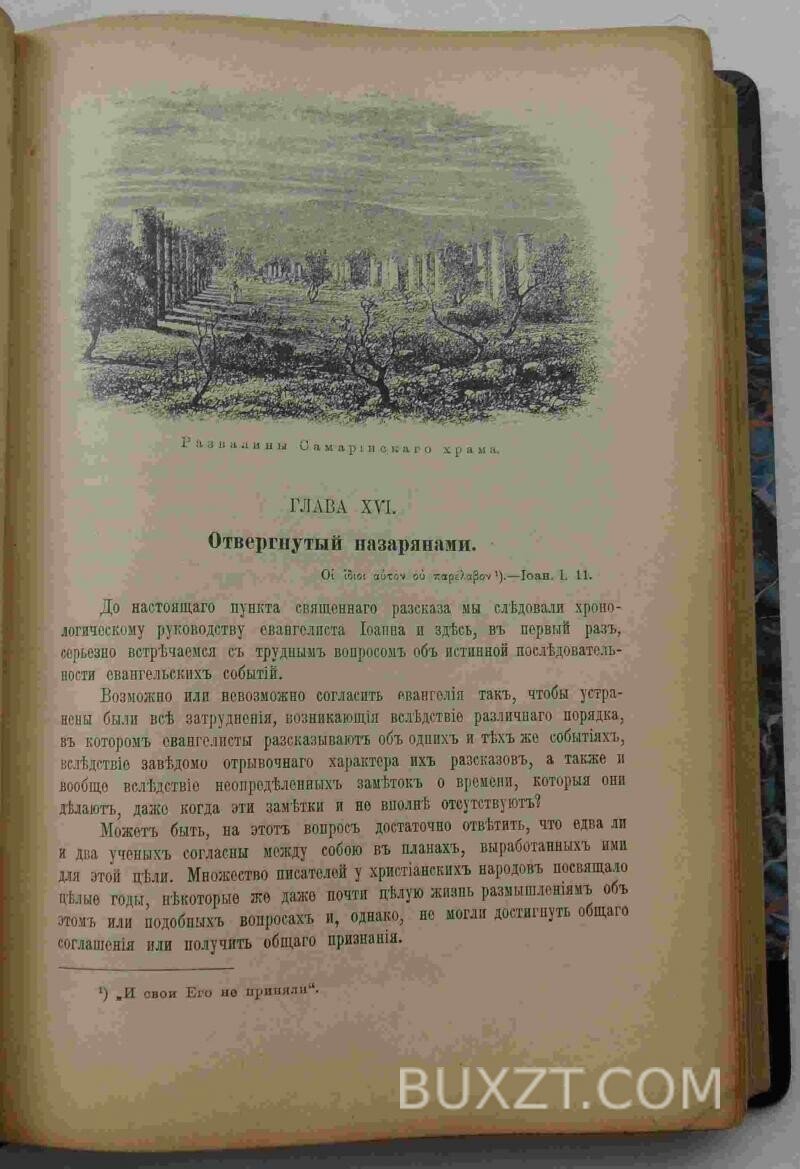 Развалины Самарінскаго храма.
ГЛАВА XVI.
Отвергнутый назарянами.
Οἱ ἴδιοι αὐτον οὐ παρελαβον ¹).—Іоан. I. 11.
До настоящаго пункта священнаго разсказа мы слѣдовали хроно-
логическому руководству евангелиста Іоанна и здѣсь, въ первый разъ,
серьезно встрѣчаемся съ труднымъ вопросомъ объ истинной послѣдователь-
ности евангельскихъ событій.
Возможно или невозможно согласить евангелія такъ, чтобы устра-
нены были всѣ затрудненія, возникающія вслѣдствіе различнаго порядка,
въ которомъ евангелисты разсказываютъ объ однихъ и тѣхъ же событіяхъ,
вслѣдствіе завѣдомо отрывочнаго характера ихъ разсказовъ, а также и
вообще вслѣдствіе неопредѣленныхъ замѣтокъ о времени, которыя они
дѣлаютъ, даже когда эти замѣтки и не вполнѣ отсутствуютъ?
Можетъ быть, на этотъ вопросъ достаточно отвѣтить, что едва ли
и два ученыхъ согласны между собою въ планахъ, выработанныхъ ими
для этой цѣли. Множество писателей у христіанскихъ народовъ посвящало
цѣлые годы, нѣкоторые же даже почти цѣлую жизнь размышленіямъ объ
этомъ или подобныхъ вопросахъ и, однако, не могли достигнуть общаго
соглашенія или получить общаго признанія.
¹) „И свои Его не приняли“.
BUXZT.COM